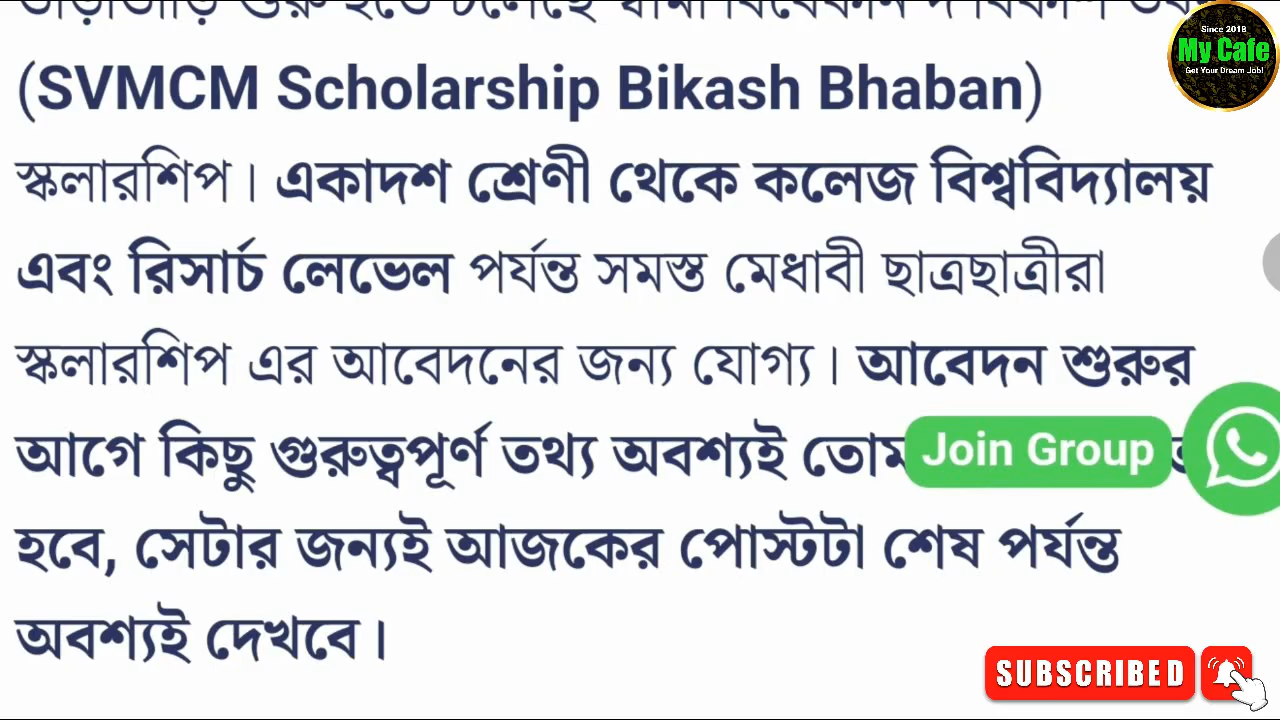 (SVMCM Scholarship Bikash Bhaban)
স্কলারশিপ। একাদশ শ্রেণী থেকে কলেজ বিশ্ববিদ্যালয়
এবং রিসার্চ লেভেল পর্যন্ত সমস্ত মেধাবী ছাত্রছাত্রীরা
স্কলারশিপ এর আবেদনের জন্য যোগ্য। আবেদন শুরুর
আগে কিছু গুরুত্বপূর্ণ তথ্য অবশ্যই
Join Group
হবে, সেটার জন্যই আজকের পোস্টটা শেষ পর্যন্ত
অবশ্যই দেখবে।
Since 2018
My Cafe
Get Your Dream Job!
SUBSCRIBED